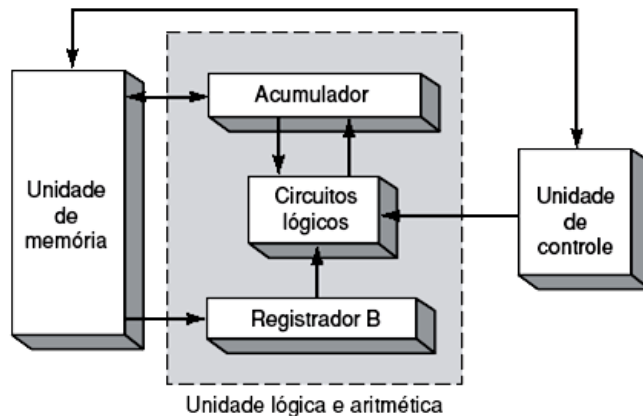 Unidade
de
memória
Acumulador
Circuitos
lógicos
Registrador B
Unidade
de
controle
Unidade lógica e aritmética